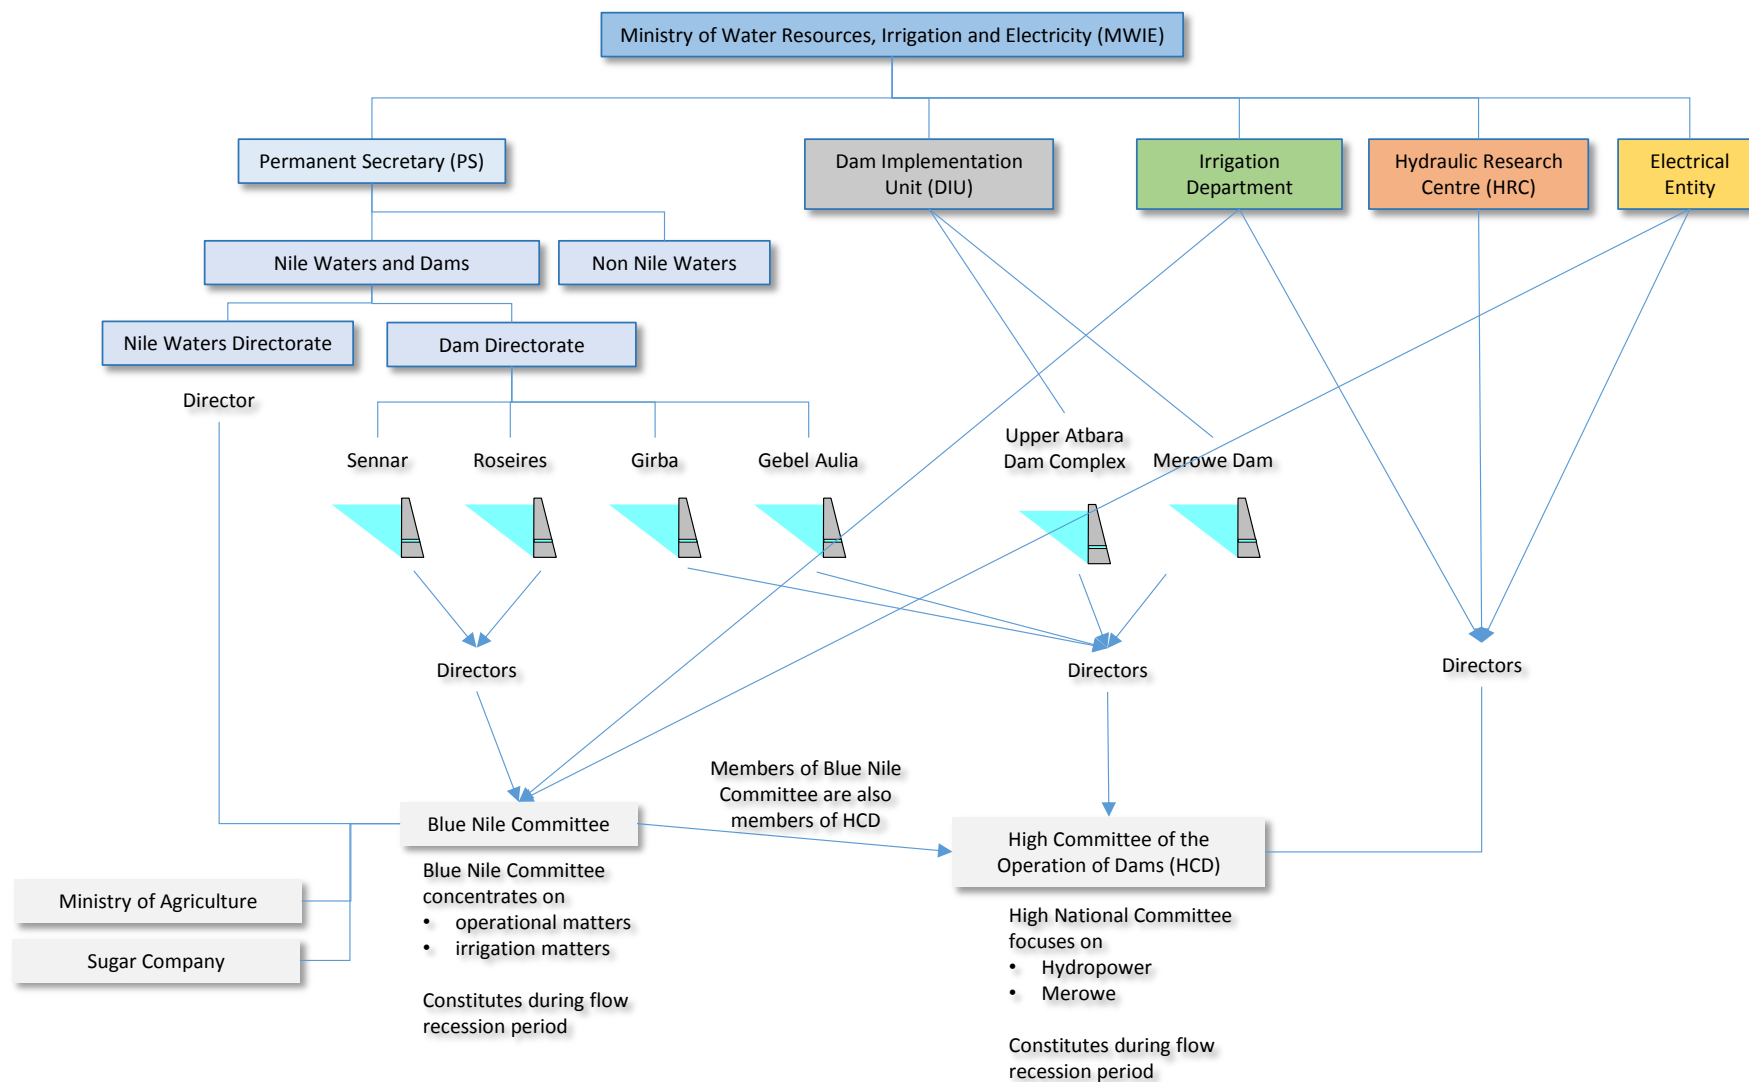 Ministry of Water Resources, Irrigation and Electricity (MWIE)
Permanent Secretary (PS)
Dam Implementation
Unit (DIU)
Irrigation
Department
Hydraulic Research
Centre (HRC)
Electrical
Entity
Nile Waters and Dams
Non Nile Waters
Nile Waters Directorate
Dam Directorate
Director
Sennar
Roseires
Girba
Gebel Aulia
Upper Atbara
Dam Complex
Merowe Dam
Directors
Directors
Directors
Members of Blue Nile
Committee are also
members of HCD
Blue Nile Committee
High Committee of the
Operation of Dams (HCD)
Ministry of Agriculture
Sugar Company
Blue Nile Committee
concentrates on
• operational matters
• irrigation matters
Constitutes during flow
recession period
High National Committee
focuses on
• Hydropower
• Merowe
Constitutes during flow
recession period